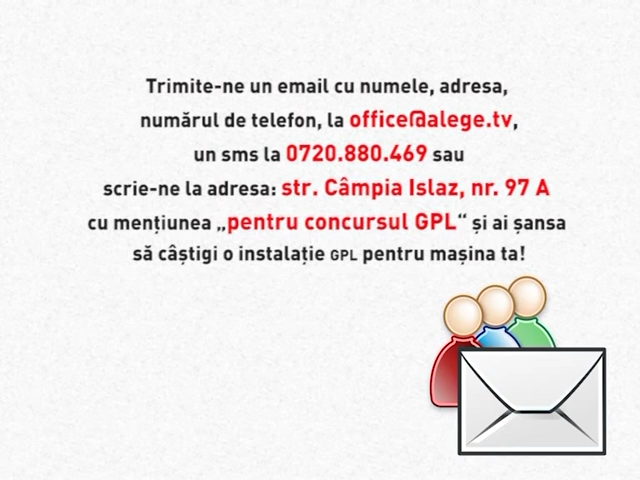 Trimite-ne un email cu numele, adresa,
numărul de telefon, la office@alege.tv,
un sms la 0720.880.469 sau
scrie-ne la adresa: str. Câmpia Islaz, nr. 97 A
cu mențiunea „pentru concursul GPL“ și ai șansa
să câștigi o instalație GPL pentru mașina ta!